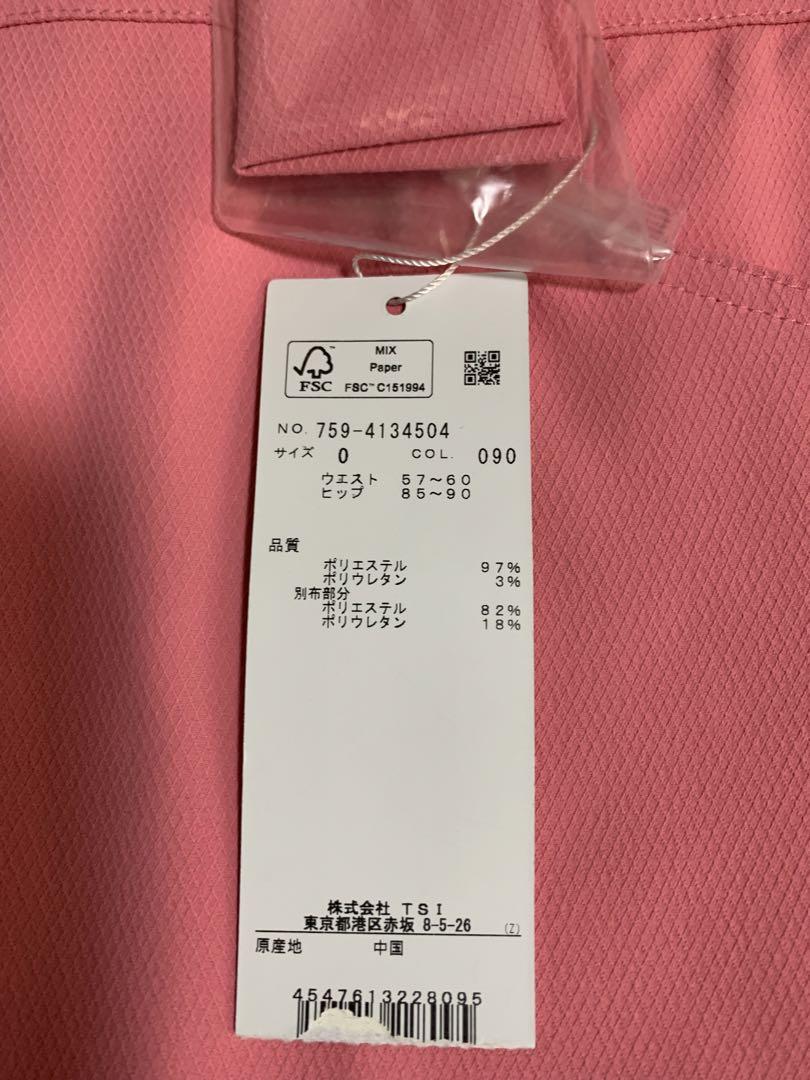 MIX
Paper
FSC™ C151994
FSC™
NO. 759-4134504
サイズ 0 COL. 090
ウエスト 57～60
ヒップ 85～90
品質
ポリエステル 97%
ポリウレタン 3%
別布部分
ポリエステル 82%
ポリウレタン 18%
株式会社 TSI
東京都港区赤坂 8-5-26 (Z)
原産地 中国
4547613228095